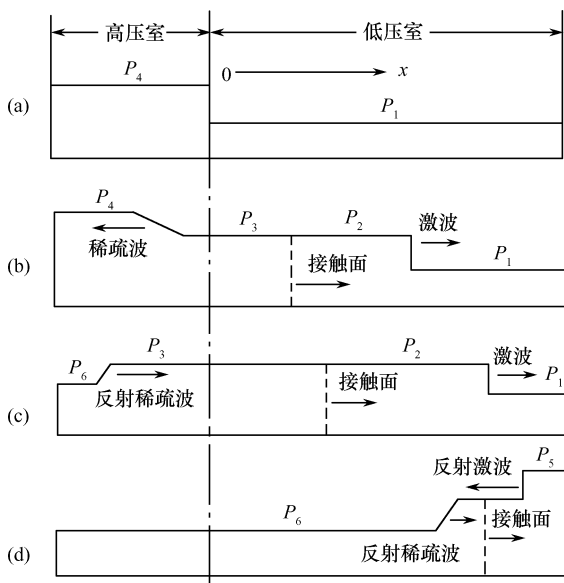 高压室 低压室
P4 0 x
(a) P1
P4
P3 P2 激波
稀疏波
(b) 接触面 P1
P3 P2 激波
P6 接触面 P1
反射稀疏波
(c)
P5
反射激波
P6 接触面
(d) 反射稀疏波